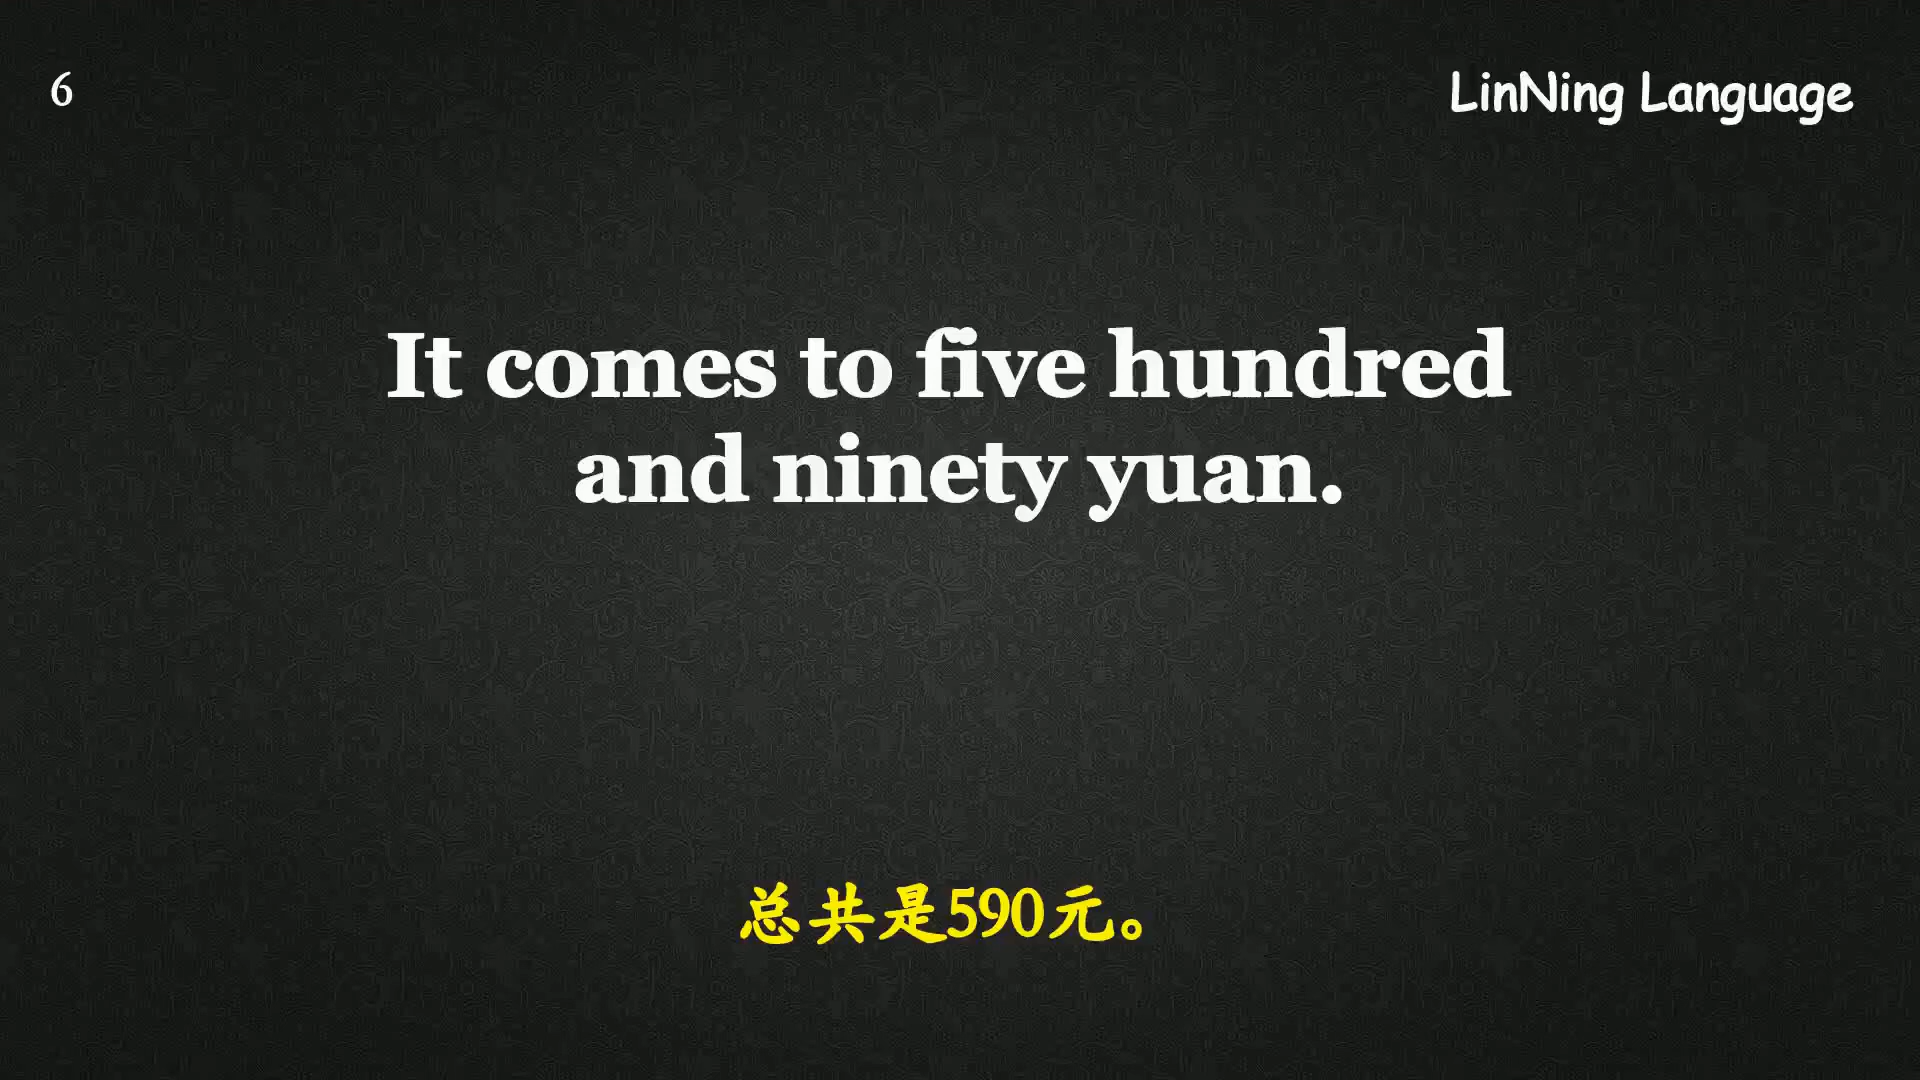 6
LinNing Language
It comes to five hundred
and ninety yuan.
总共是590元。